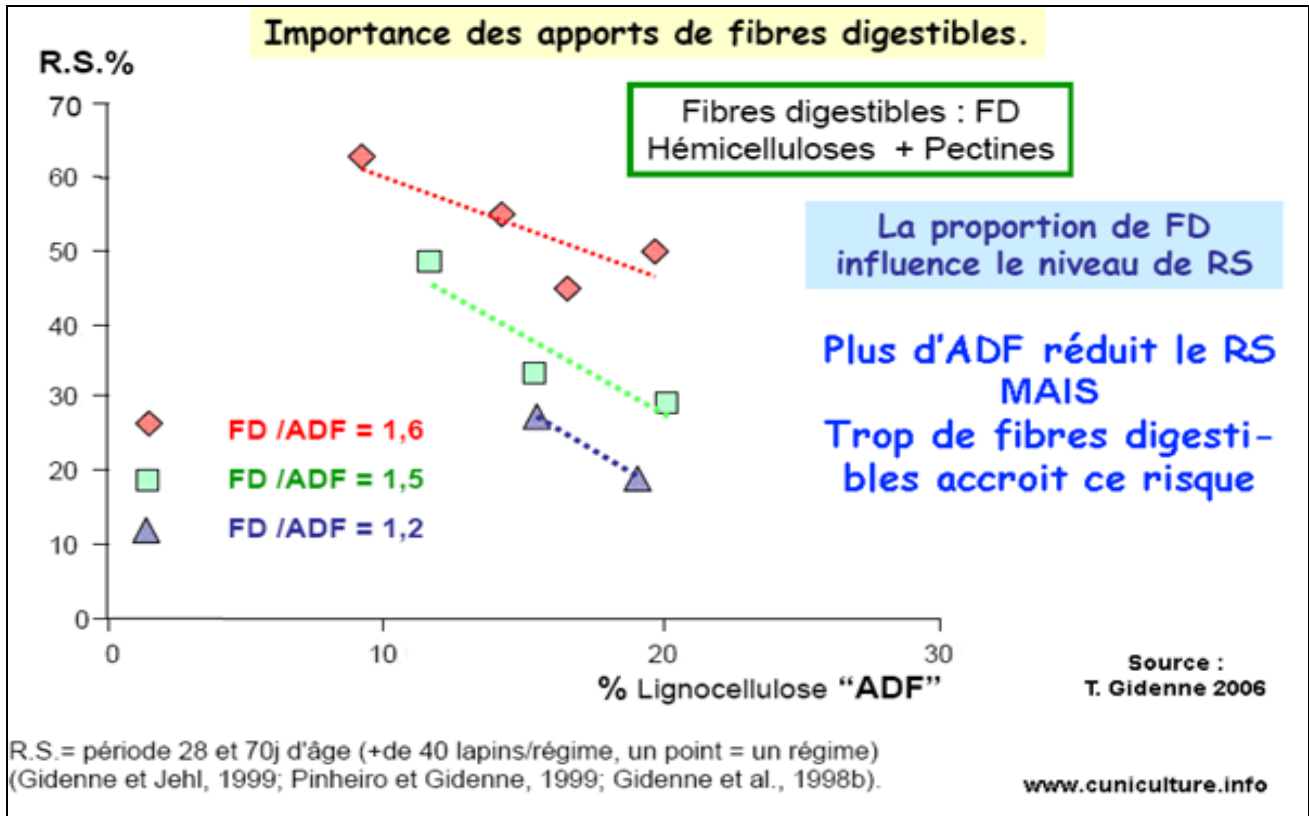 Importance des apports de fibres digestibles.
R.S.%
70
60
50
40
30
20
10
0
Fibres digestibles : FD
Hémicelluloses + Pectines
La proportion de FD
influence le niveau de RS
Plus d'ADF réduit le RS
MAIS
Trop de fibres digesti-
bles accroit ce risque
FD /ADF = 1,6
FD /ADF = 1,5
FD /ADF = 1,2
0 10 20 30
% Lignocellulose “ADF”
Source :
T. Gidenne 2006
R.S.= période 28 et 70j d'âge (+de 40 lapins/régime, un point = un régime)
(Gidenne et Jehl, 1999; Pinheiro et Gidenne, 1999; Gidenne et al., 1998b).
www.cuniculture.info